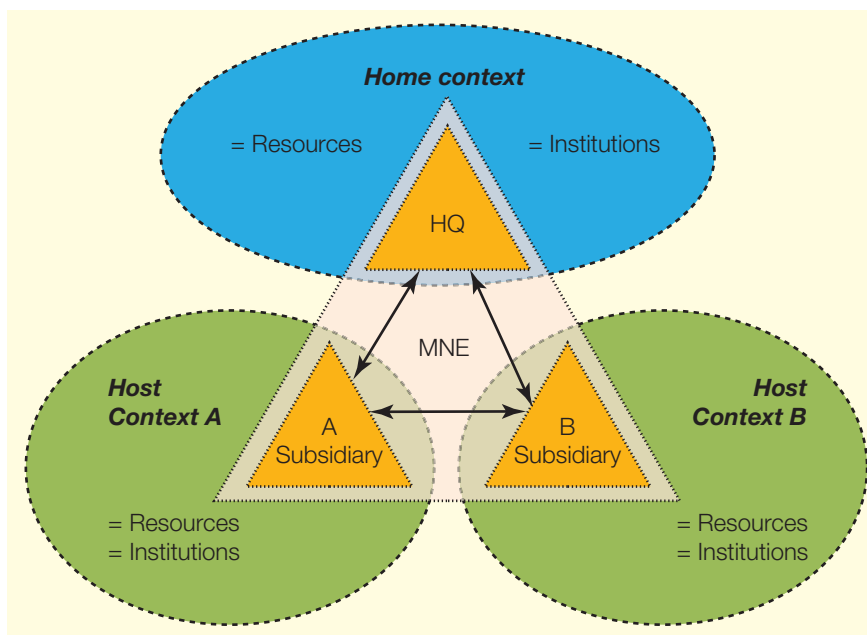 Home context
= Resources
= Institutions
HQ
MNE
Host
Context A
A
Subsidiary
= Resources
= Institutions
Host
Context B
B
Subsidiary
= Resources
= Institutions